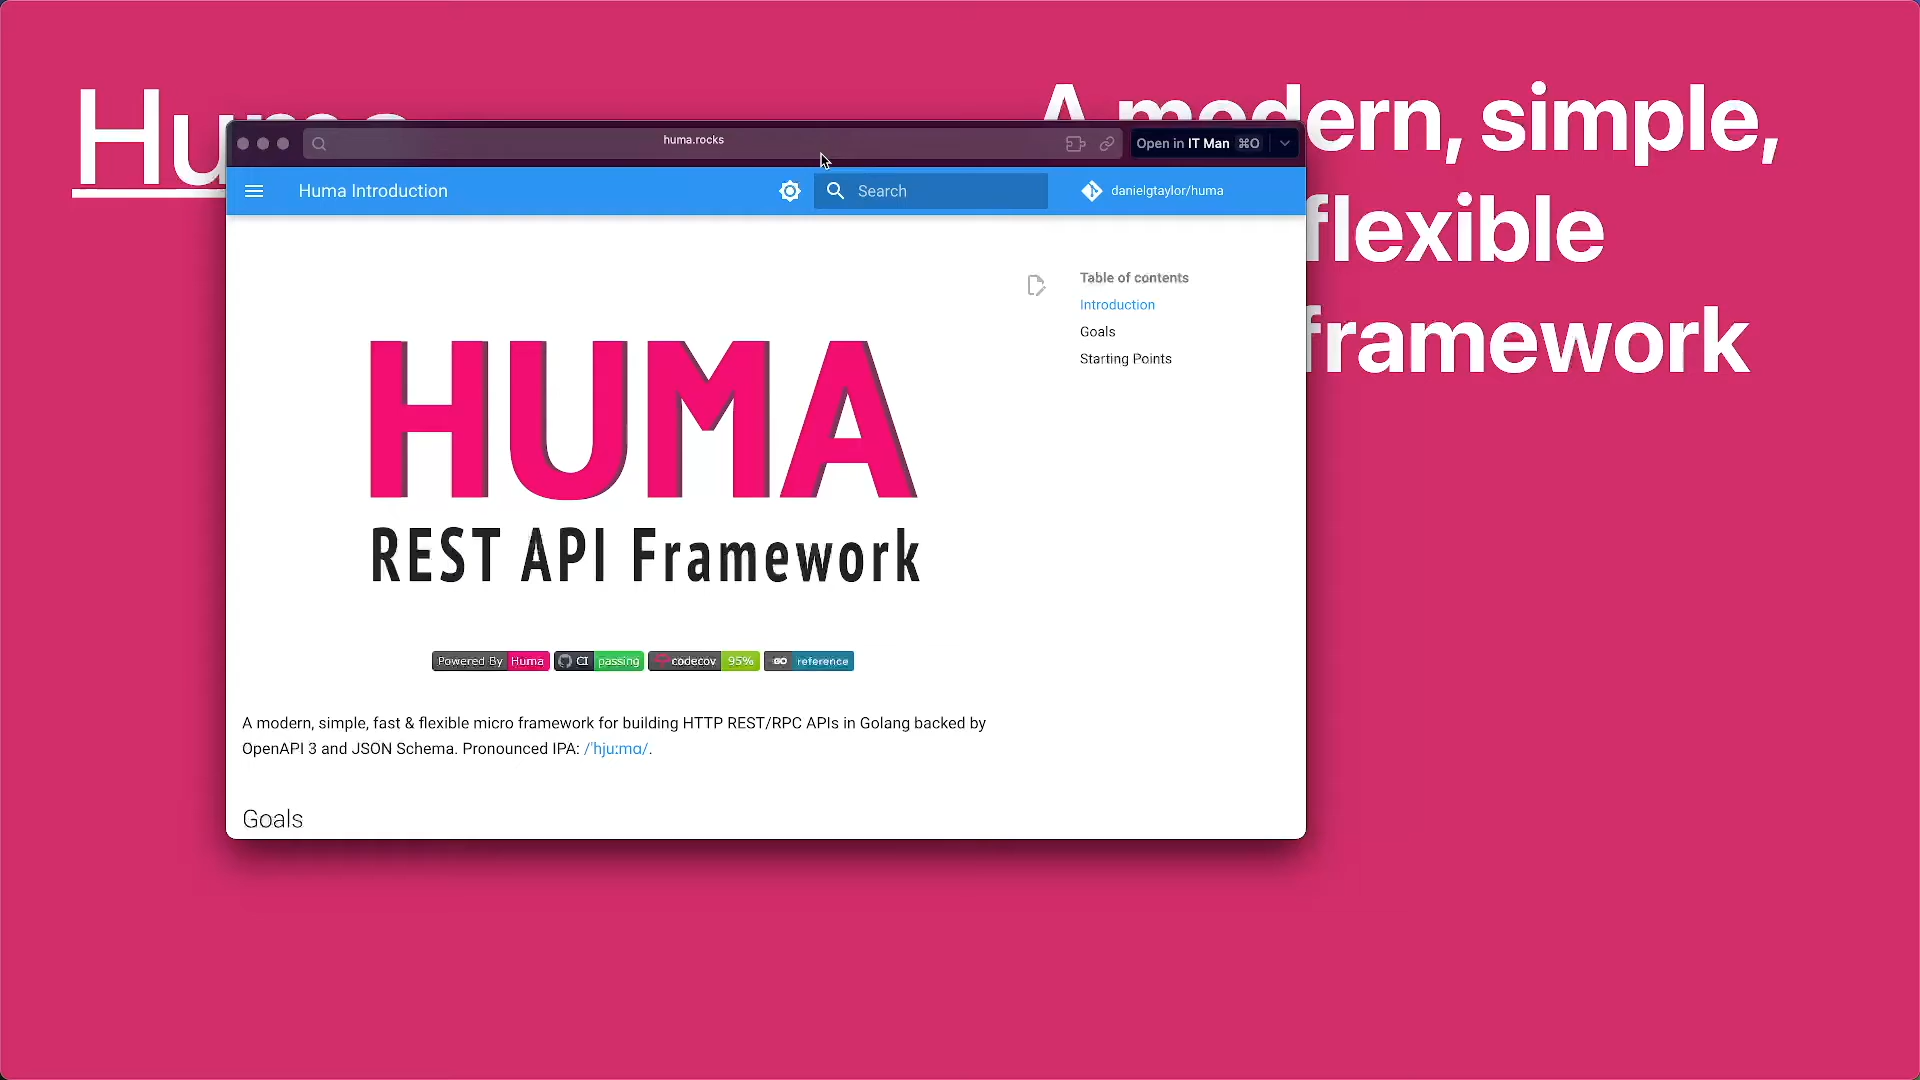 Huma
A modern, simple,
flexible
framework
huma.rocks
Open in IT Man ⌘O
Huma Introduction
Search
danielgtaylor/huma
Table of contents
Introduction
Goals
Starting Points
HUMA
REST API Framework
Powered By Huma CI passing codecov 95% GO reference
A modern, simple, fast & flexible micro framework for building HTTP REST/RPC APIs in Golang backed by
OpenAPI 3 and JSON Schema. Pronounced IPA: /'hjuːmɑ/.
Goals